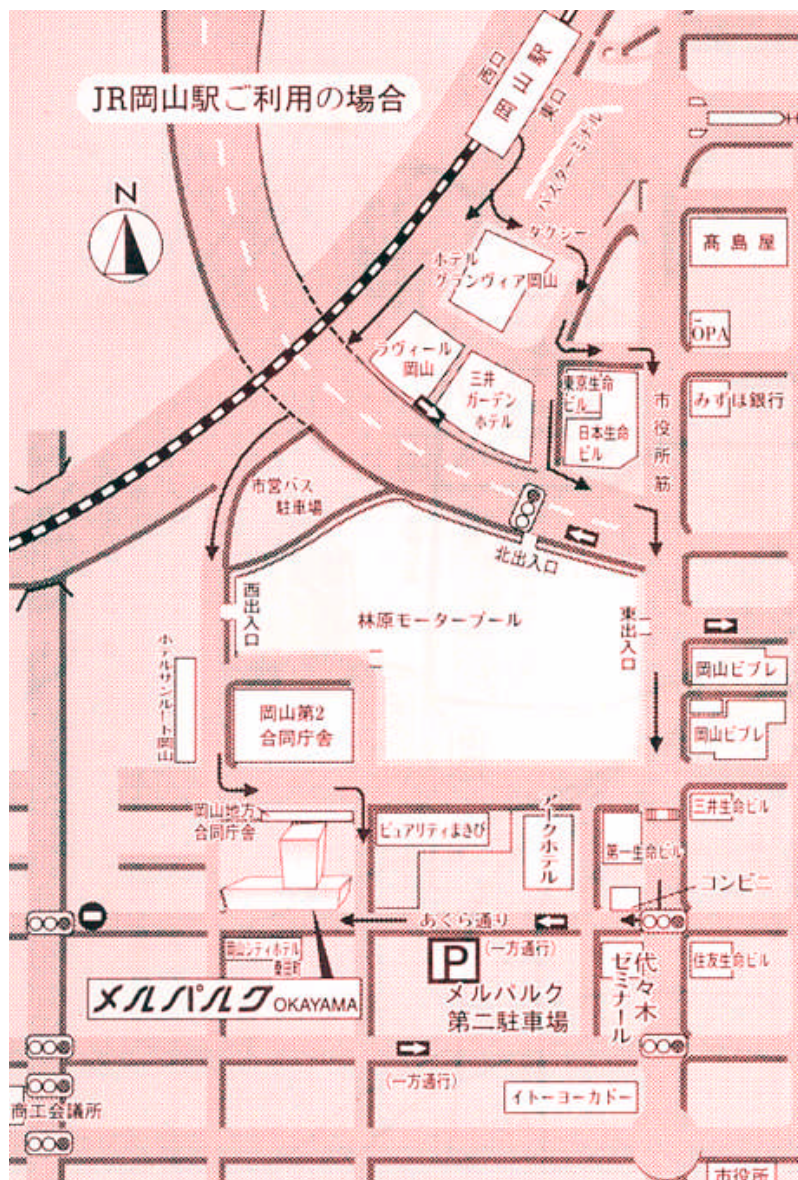 JR岡山駅ご利用の場合
西口
岡山駅
東口
バスターミナル
N
タクシー
髙島屋
ホテル
グランヴィア岡山
OPA
ラヴィール
岡山
三井
ガーデン
ホテル
東京生命
ビル
日本生命
ビル
市役所筋
みずほ銀行
市営バス
駐車場
北出入口
西出入口
林原モータープール
東出入口
ホテルサンルート岡山
岡山ビブレ
岡山第2
合同庁舎
岡山ビブレ
岡山地方
合同庁舎
ピュアリティまきび
アークホテル
第一生命ビル
三井生命ビル
コンビニ
あくら通り
(一方通行)
岡山シティホテル
桑田町
P
メルパルク
第二駐車場
代々木
ゼミナール
住友生命ビル
メルパルク OKAYAMA
(一方通行)
イトーヨーカドー
商工会議所
市役所